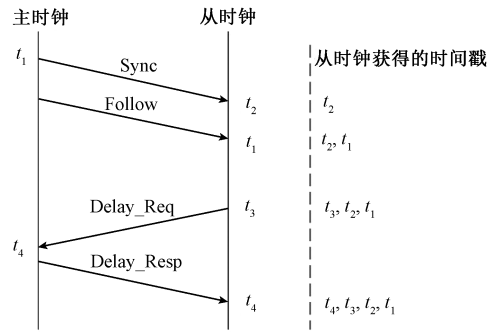 主时钟 从时钟
从时钟获得的时间戳
t₁ Sync t₂ t₂
Follow t₁ t₂, t₁
Delay_Req t₃ t₃, t₂, t₁
t₄ Delay_Resp t₄ t₄, t₃, t₂, t₁